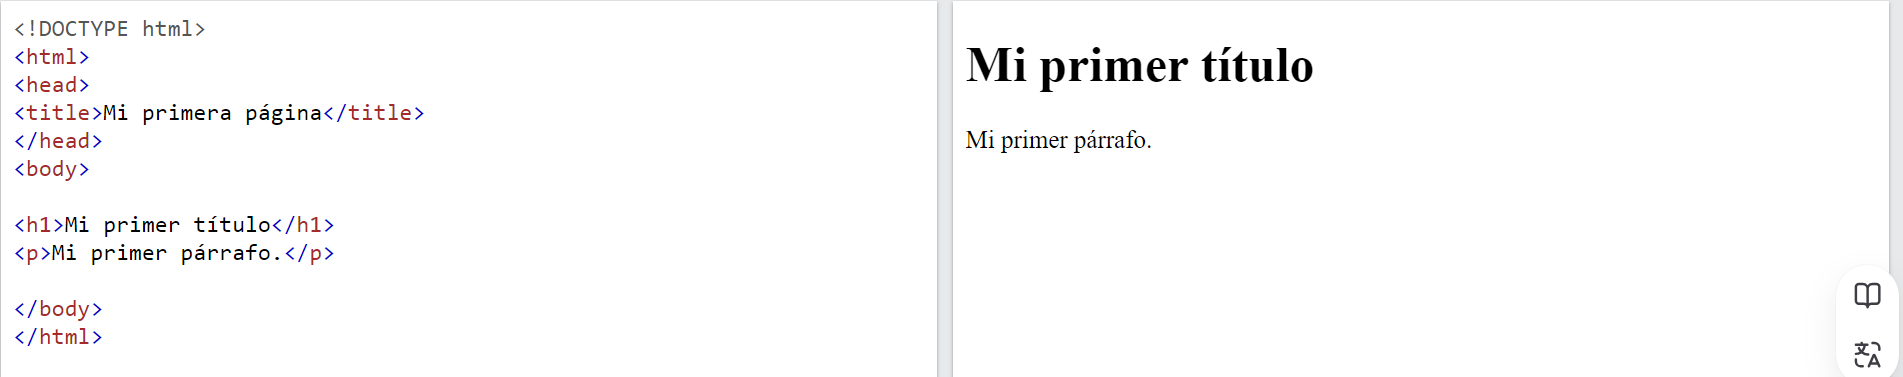 <!DOCTYPE html>
<html>
<head>
<title>Mi primera página</title>
</head>
<body>
<h1>Mi primer título</h1>
<p>Mi primer párrafo.</p>
</body>
</html>
Mi primer título
Mi primer párrafo.